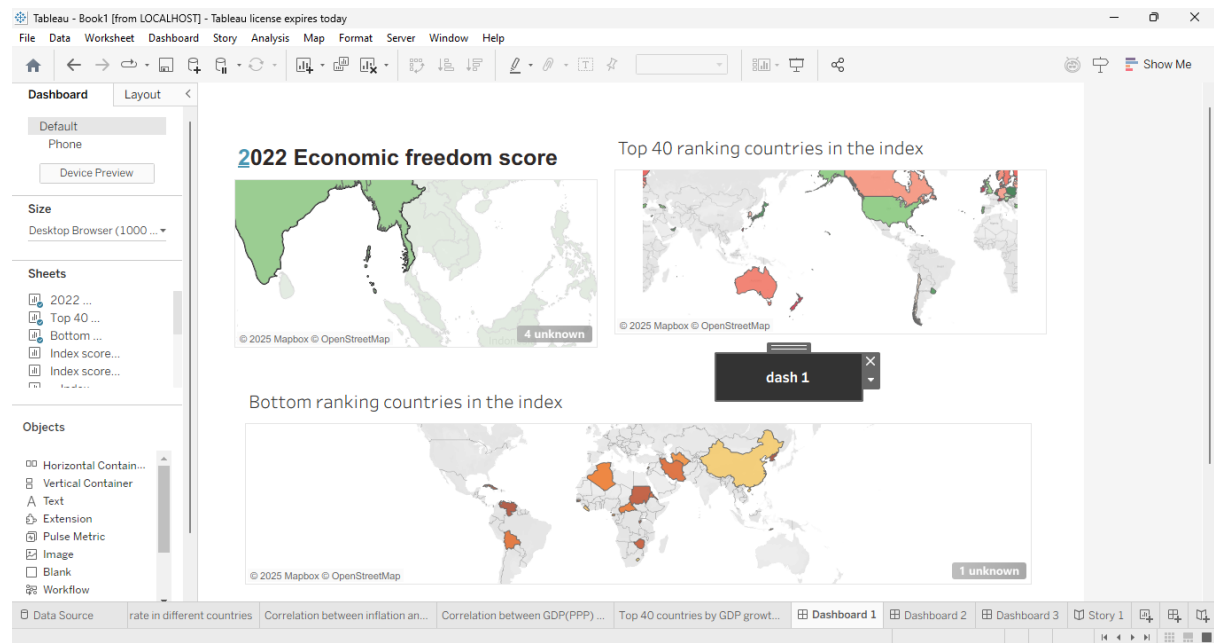 Tableau - Book1 [from LOCALHOST] - Tableau license expires today
File Data Worksheet Dashboard Story Analysis Map Format Server Window Help
Show Me
Dashboard Layout
Default
Phone
Device Preview
Size
Desktop Browser (1000 ...
Sheets
2022 ...
Top 40 ...
Bottom ...
Index score...
Index score...
Objects
Horizontal Contain...
Vertical Container
Text
Extension
Pulse Metric
Image
Blank
Workflow
2022 Economic freedom score
© 2025 Mapbox © OpenStreetMap
4 unknown
Top 40 ranking countries in the index
© 2025 Mapbox © OpenStreetMap
dash 1
Bottom ranking countries in the index
© 2025 Mapbox © OpenStreetMap
1 unknown
Data Source rate in different countries Correlation between inflation an... Correlation between GDP(PPP) ... Top 40 countries by GDP growt... Dashboard 1 Dashboard 2 Dashboard 3 Story 1